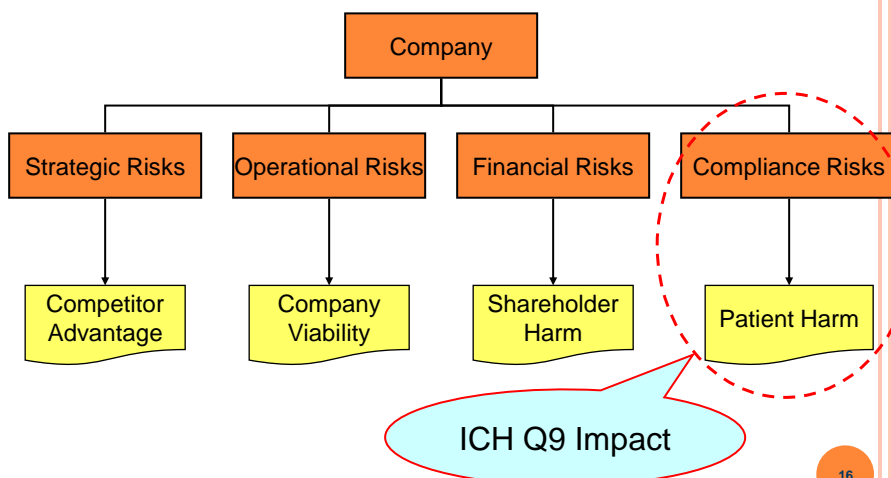 Company
Strategic Risks
Operational Risks
Financial Risks
Compliance Risks
Competitor
Advantage
Company
Viability
Shareholder
Harm
Patient Harm
ICH Q9 Impact
16